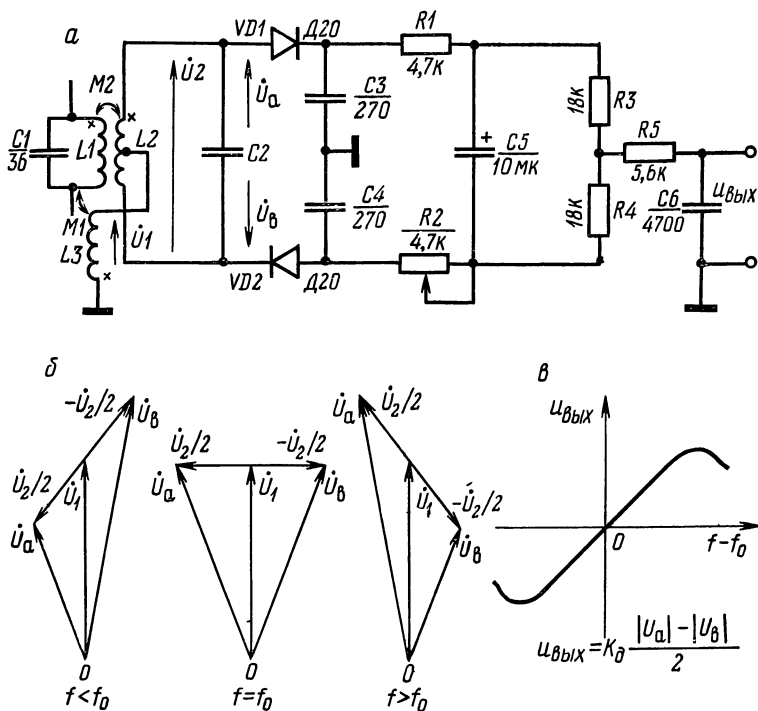 а
VD1 Д20 R1
4,7к
U̇2
U̇а
M2
C1
36
L1
L2
C2
C3
270
+ C5
10 мк
18к R3
R5
5,6к
M1
L3
U̇1
U̇в
C4
270
R2
4,7к
18к R4
C6
4700
uвых
VD2 Д20
б
-U̇2/2 U̇в
U̇2/2
U̇1
U̇а
0
f<f0
U̇2/2 -U̇2/2
U̇а U̇1 U̇в
0
f=f0
U̇а U̇2/2
U̇1 -U̇2/2
U̇в
0
f>f0
в
uвых
0 f-f0
uвых=Kд |Uа|-|Uв|
2